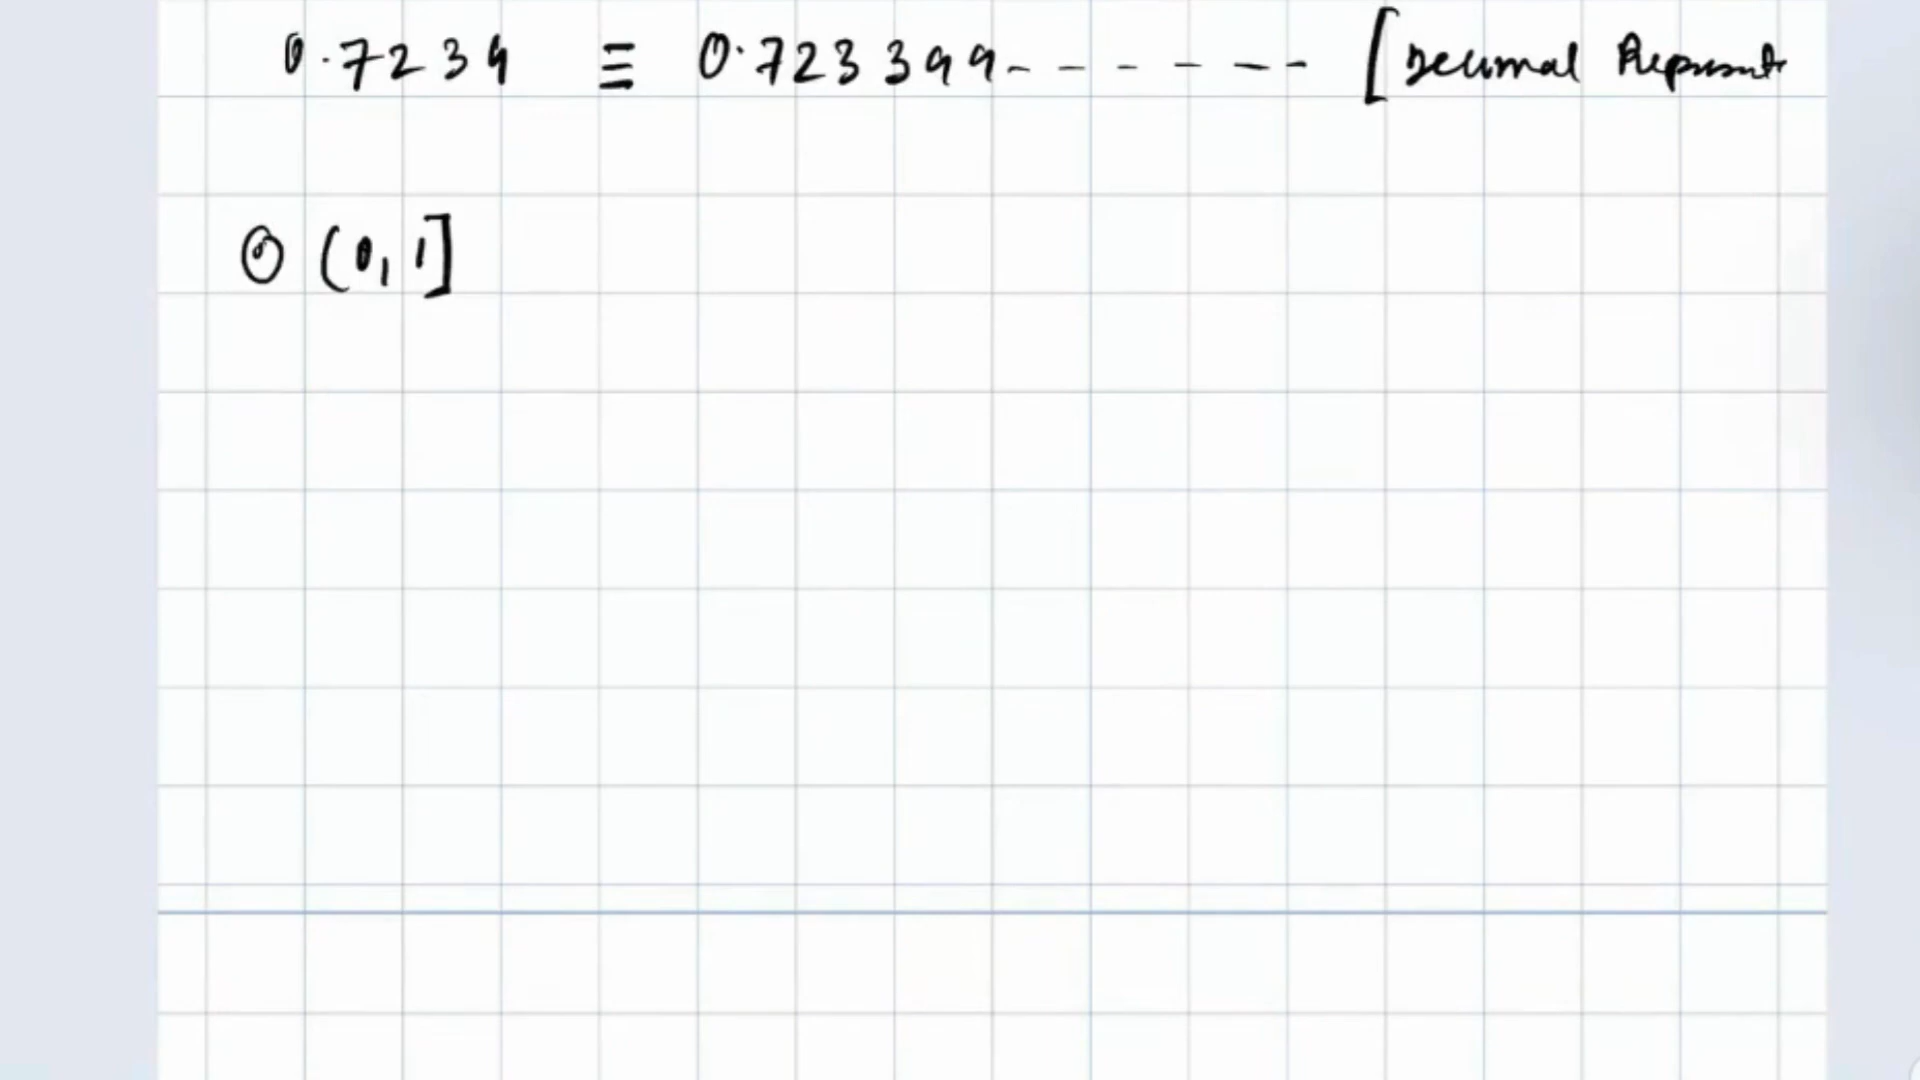 0.7234 ≡ 0.723399------ [Decimal Represent
⊙ (0, 1]